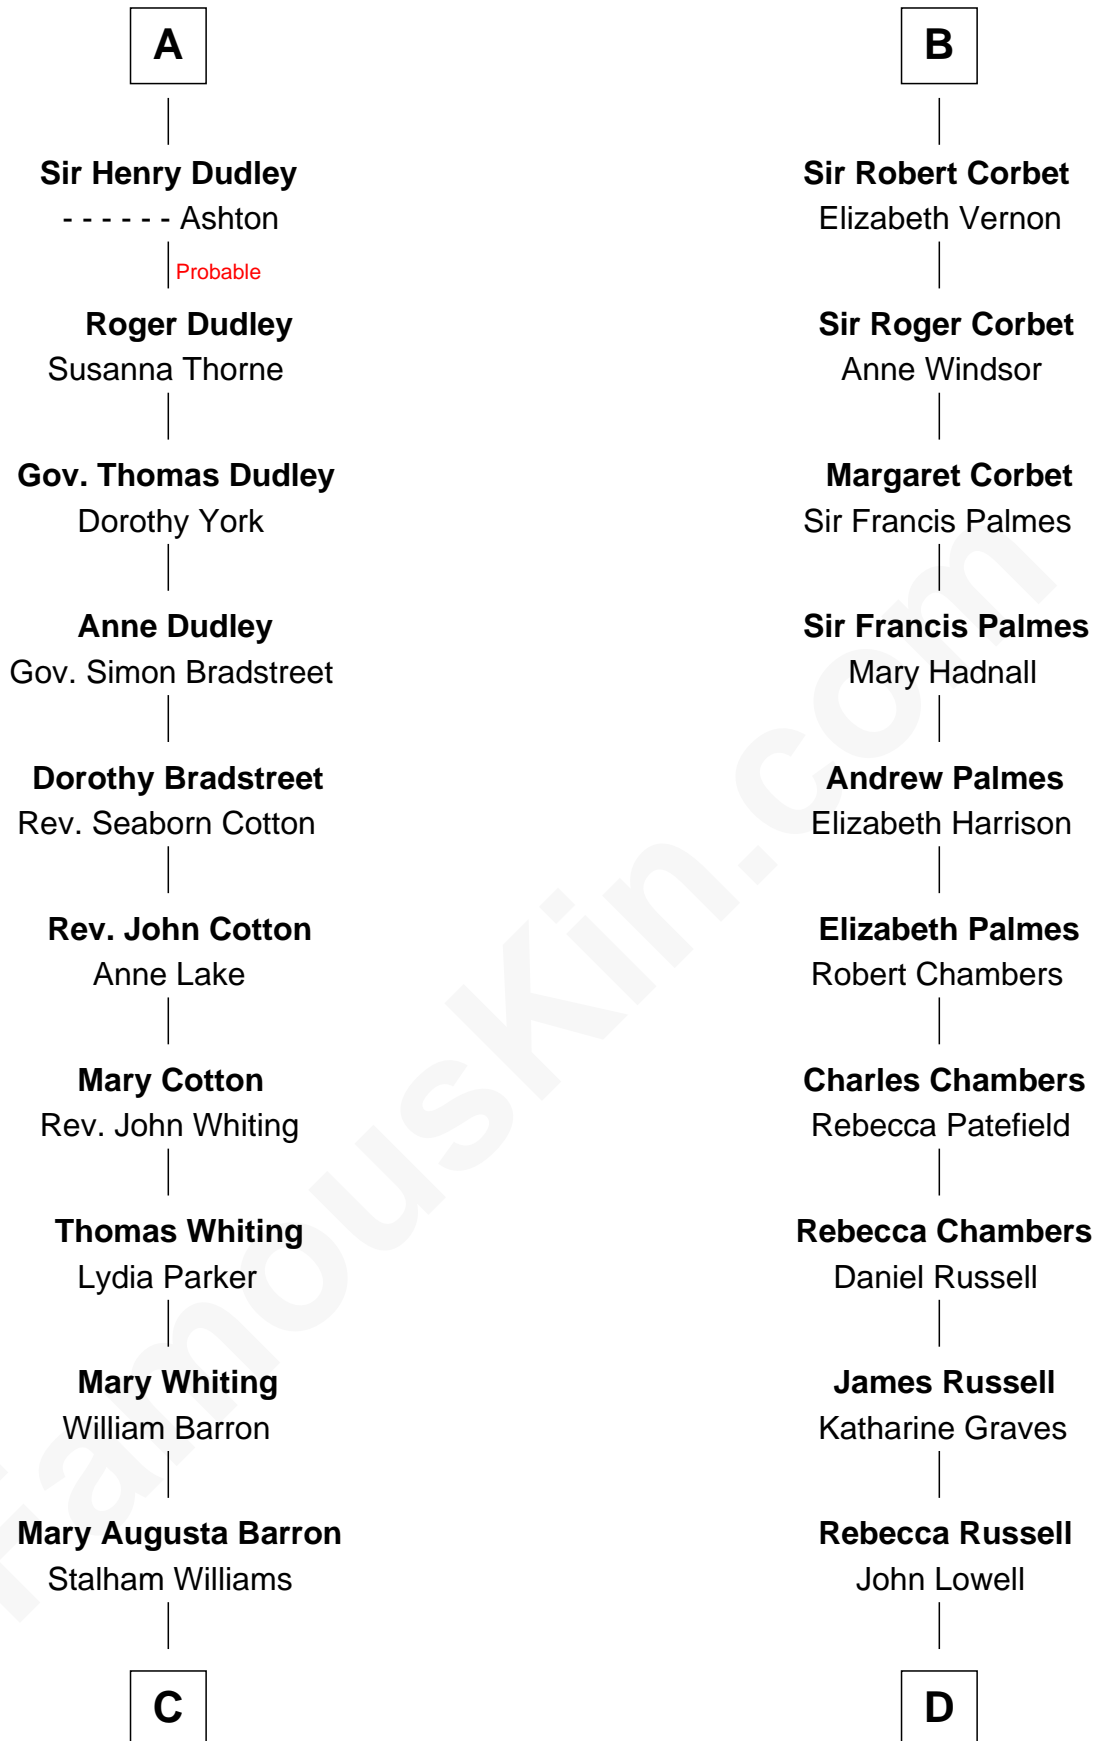 A
Sir Henry Dudley
- - - - - - Ashton
Probable
Roger Dudley
Susanna Thorne
Gov. Thomas Dudley
Dorothy York
Anne Dudley
Gov. Simon Bradstreet
Dorothy Bradstreet
Rev. Seaborn Cotton
Rev. John Cotton
Anne Lake
Mary Cotton
Rev. John Whiting
Thomas Whiting
Lydia Parker
Mary Whiting
William Barron
Mary Augusta Barron
Stalham Williams
C
B
Sir Robert Corbet
Elizabeth Vernon
Sir Roger Corbet
Anne Windsor
Margaret Corbet
Sir Francis Palmes
Sir Francis Palmes
Mary Hadnall
Andrew Palmes
Elizabeth Harrison
Elizabeth Palmes
Robert Chambers
Charles Chambers
Rebecca Patefield
Rebecca Chambers
Daniel Russell
James Russell
Katharine Graves
Rebecca Russell
John Lowell
D
FamousKin.com